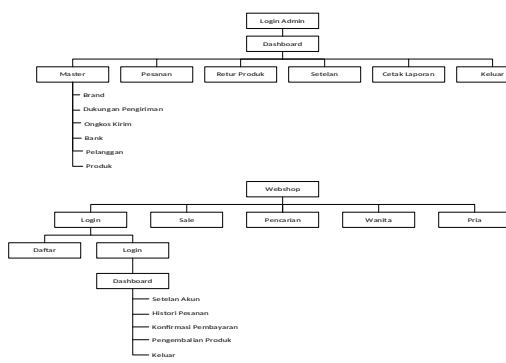 Login Admin
Dashboard
Master
Pesanan
Retur Produk
Setelan
Cetak Laporan
Keluar
Brand
Dukungan Pengiriman
Ongkos Kirim
Bank
Pelanggan
Produk
Webshop
Login
Sale
Pencarian
Wanita
Pria
Daftar
Login
Dashboard
Setelan Akun
Histori Pesanan
Konfirmasi Pembayaran
Pengembalian Produk
Keluar